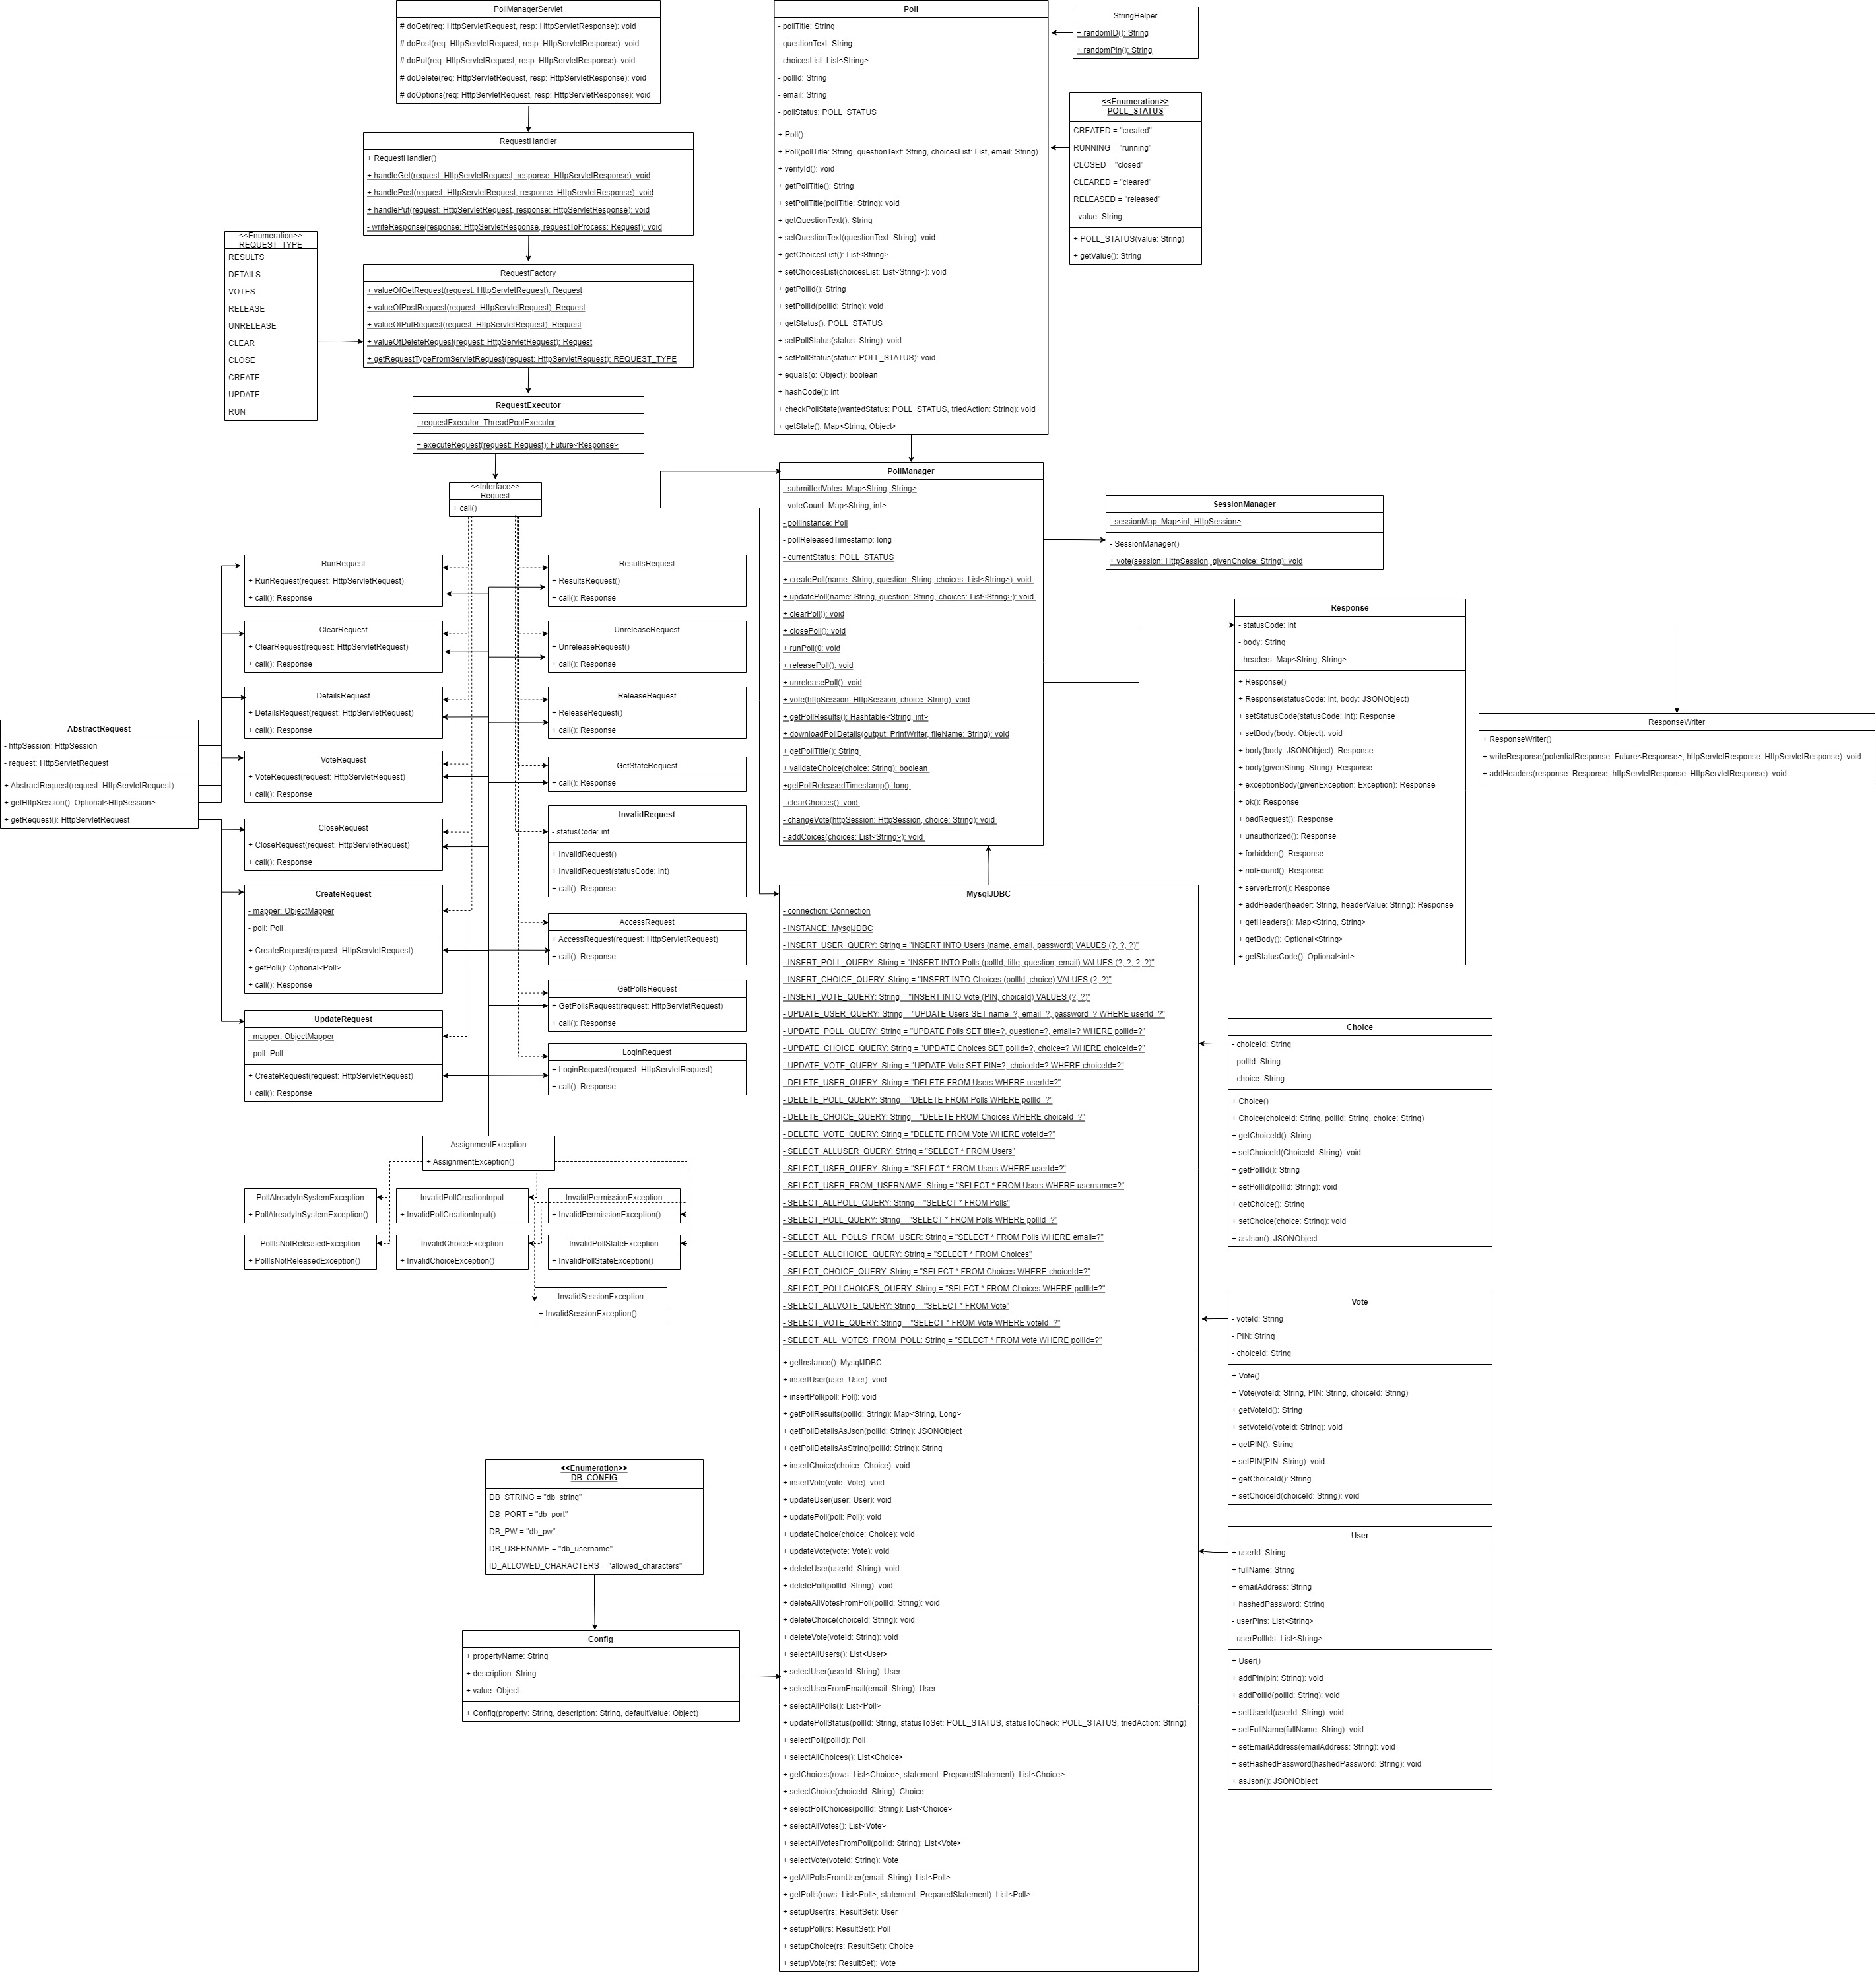 PollManagerServlet
# doGet(req: HttpServletRequest, resp: HttpServletResponse): void
# doPost(req: HttpServletRequest, resp: HttpServletResponse): void
# doPut(req: HttpServletRequest, resp: HttpServletResponse): void
# doDelete(req: HttpServletRequest, resp: HttpServletResponse): void
# doOptions(req: HttpServletRequest, resp: HttpServletResponse): void
RequestHandler
+ RequestHandler()
+ handleGet(request: HttpServletRequest, response: HttpServletResponse): void
+ handlePost(request: HttpServletRequest, response: HttpServletResponse): void
+ handlePut(request: HttpServletRequest, response: HttpServletResponse): void
- writeResponse(response: HttpServletResponse, requestToProcess: Request): void
<<Enumeration>>
REQUEST_TYPE
RESULTS
DETAILS
VOTES
RELEASE
UNRELEASE
CLEAR
CLOSE
CREATE
UPDATE
RUN
RequestFactory
+ valueOfGetRequest(request: HttpServletRequest): Request
+ valueOfPostRequest(request: HttpServletRequest): Request
+ valueOfPutRequest(request: HttpServletRequest): Request
+ valueOfDeleteRequest(request: HttpServletRequest): Request
+ getRequestTypeFromServletRequest(request: HttpServletRequest): REQUEST_TYPE
RequestExecutor
- requestExecutor: ThreadPoolExecutor
+ executeRequest(request: Request): Future<Response>
<<Interface>>
Request
+ call()
Poll
- pollTitle: String
- questionText: String
- choicesList: List<String>
- pollId: String
- email: String
- pollStatus: POLL_STATUS
+ Poll()
+ Poll(pollTitle: String, questionText: String, choicesList: List, email: String)
+ verifyId(): void
+ getPollTitle(): String
+ setPollTitle(pollTitle: String): void
+ getQuestionText(): String
+ setQuestionText(questionText: String): void
+ getChoicesList(): List<String>
+ setChoicesList(choicesList: List<String>): void
+ getPollId(): String
+ setPollId(pollId: String): void
+ getStatus(): POLL_STATUS
+ setPollStatus(status: String): void
+ setPollStatus(status: POLL_STATUS): void
+ equals(o: Object): boolean
+ hashCode(): int
+ checkPollState(wantedStatus: POLL_STATUS, triedAction: String): void
+ getState(): Map<String, Object>
StringHelper
+ randomID(): String
+ randomPin(): String
<<Enumeration>>
POLL_STATUS
CREATED = "created"
RUNNING = "running"
CLOSED = "closed"
CLEARED = "cleared"
RELEASED = "released"
- value: String
+ POLL_STATUS(value: String)
+ getValue(): String
PollManager
- submittedVotes: Map<String, String>
- voteCount: Map<String, int>
- pollInstance: Poll
- pollReleasedTimestamp: long
- currentStatus: POLL_STATUS
+ createPoll(name: String, question: String, choices: List<String>): void
+ updatePoll(name: String, question: String, choices: List<String>): void
+ clearPoll(): void
+ closePoll(): void
+ runPoll(0: void
+ releasePoll(): void
+ unreleasePoll(): void
+ vote(httpSession: HttpSession, choice: String): void
+ getPollResults(): Hashtable<String, int>
+ downloadPollDetails(output: PrintWriter, fileName: String): void
+ getPollTitle(): String
+ validateChoice(choice: String): boolean
+getPollReleasedTimestamp(): long
- clearChoices(): void
- changeVote(httpSession: HttpSession, choice: String): void
- addCoices(choices: List<String>): void
SessionManager
- sessionMap: Map<int, HttpSession>
- SessionManager()
+ vote(session: HttpSession, givenChoice: String): void
Response
- statusCode: int
- body: String
- headers: Map<String, String>
+ Response()
+ Response(statusCode: int, body: JSONObject)
+ setStatusCode(statusCode: int): Response
+ setBody(body: Object): void
+ body(body: JSONObject): Response
+ body(givenString: String): Response
+ exceptionBody(givenException: Exception): Response
+ ok(): Response
+ badRequest(): Response
+ unauthorized(): Response
+ forbidden(): Response
+ notFound(): Response
+ serverError(): Response
+ addHeader(header: String, headerValue: String): Response
+ getHeaders(): Map<String, String>
+ getBody(): Optional<String>
+ getStatusCode(): Optional<int>
ResponseWriter
+ ResponseWriter()
+ writeResponse(potentialResponse: Future<Response>, httpServletResponse: HttpServletResponse): void
+ addHeaders(response: Response, httpServletResponse: HttpServletResponse): void
AbstractRequest
- httpSession: HttpSession
- request: HttpServletRequest
+ AbstractRequest(request: HttpServletRequest)
+ getHttpSession(): Optional<HttpSession>
+ getRequest(): HttpServletRequest
RunRequest
+ RunRequest(request: HttpServletRequest)
+ call(): Response
ClearRequest
+ ClearRequest(request: HttpServletRequest)
+ call(): Response
DetailsRequest
+ DetailsRequest(request: HttpServletRequest)
+ call(): Response
VoteRequest
+ VoteRequest(request: HttpServletRequest)
+ call(): Response
CloseRequest
+ CloseRequest(request: HttpServletRequest)
+ call(): Response
CreateRequest
- mapper: ObjectMapper
- poll: Poll
+ CreateRequest(request: HttpServletRequest)
+ getPoll(): Optional<Poll>
+ call(): Response
UpdateRequest
- mapper: ObjectMapper
- poll: Poll
+ CreateRequest(request: HttpServletRequest)
+ call(): Response
ResultsRequest
+ ResultsRequest()
+ call(): Response
UnreleaseRequest
+ UnreleaseRequest()
+ call(): Response
ReleaseRequest
+ ReleaseRequest()
+ call(): Response
GetStateRequest
+ call(): Response
InvalidRequest
- statusCode: int
+ InvalidRequest()
+ InvalidRequest(statusCode: int)
+ call(): Response
AccessRequest
+ AccessRequest(request: HttpServletRequest)
+ call(): Response
GetPollsRequest
+ GetPollsRequest(request: HttpServletRequest)
+ call(): Response
LoginRequest
+ LoginRequest(request: HttpServletRequest)
+ call(): Response
AssignmentException
+ AssignmentException()
PollAlreadyInSystemException
+ PollAlreadyInSystemException()
InvalidPollCreationInput
+ InvalidPollCreationInput()
InvalidPermissionException
+ InvalidPermissionException()
PollIsNotReleasedException
+ PollIsNotReleasedException()
InvalidChoiceException
+ InvalidChoiceException()
InvalidPollStateException
+ InvalidPollStateException()
InvalidSessionException
+ InvalidSessionException()
MysqlJDBC
- connection: Connection
- INSTANCE: MysqlJDBC
- INSERT_USER_QUERY: String = "INSERT INTO Users (name, email, password) VALUES (?, ?, ?)"
- INSERT_POLL_QUERY: String = "INSERT INTO Polls (pollId, title, question, email) VALUES (?, ?, ?, ?)"
- INSERT_CHOICE_QUERY: String = "INSERT INTO Choices (pollId, choice) VALUES (?, ?)"
- INSERT_VOTE_QUERY: String = "INSERT INTO Vote (PIN, choiceId) VALUES (?, ?)"
- UPDATE_USER_QUERY: String = "UPDATE Users SET name=?, email=?, password=? WHERE userId=?"
- UPDATE_POLL_QUERY: String = "UPDATE Polls SET title=?, question=?, email=? WHERE pollId=?"
- UPDATE_CHOICE_QUERY: String = "UPDATE Choices SET pollId=?, choice=? WHERE choiceId=?"
- UPDATE_VOTE_QUERY: String = "UPDATE Vote SET PIN=?, choiceId=? WHERE choiceId=?"
- DELETE_USER_QUERY: String = "DELETE FROM Users WHERE userId=?"
- DELETE_POLL_QUERY: String = "DELETE FROM Polls WHERE pollId=?"
- DELETE_CHOICE_QUERY: String = "DELETE FROM Choices WHERE choiceId=?"
- DELETE_VOTE_QUERY: String = "DELETE FROM Vote WHERE voteId=?"
- SELECT_ALLUSER_QUERY: String = "SELECT * FROM Users"
- SELECT_USER_QUERY: String = "SELECT * FROM Users WHERE userId=?"
- SELECT_USER_FROM_USERNAME: String = "SELECT * FROM Users WHERE username=?"
- SELECT_ALLPOLL_QUERY: String = "SELECT * FROM Polls"
- SELECT_POLL_QUERY: String = "SELECT * FROM Polls WHERE pollId=?"
- SELECT_ALL_POLLS_FROM_USER: String = "SELECT * FROM Polls WHERE email=?"
- SELECT_ALLCHOICE_QUERY: String = "SELECT * FROM Choices"
- SELECT_CHOICE_QUERY: String = "SELECT * FROM Choices WHERE choiceId=?"
- SELECT_POLLCHOICES_QUERY: String = "SELECT * FROM Choices WHERE pollId=?"
- SELECT_ALLVOTE_QUERY: String = "SELECT * FROM Vote"
- SELECT_VOTE_QUERY: String = "SELECT * FROM Vote WHERE voteId=?"
- SELECT_ALL_VOTES_FROM_POLL: String = "SELECT * FROM Vote WHERE pollId=?"
+ getInstance(): MysqlJDBC
+ insertUser(user: User): void
+ insertPoll(poll: Poll): void
+ getPollResults(pollId: String): Map<String, Long>
+ getPollDetailsAsJson(pollId: String): JSONObject
+ getPollDetailsAsString(pollId: String): String
+ insertChoice(choice: Choice): void
+ insertVote(vote: Vote): void
+ updateUser(user: User): void
+ updatePoll(poll: Poll): void
+ updateChoice(choice: Choice): void
+ updateVote(vote: Vote): void
+ deleteUser(userId: String): void
+ deletePoll(pollId: String): void
+ deleteAllVotesFromPoll(pollId: String): void
+ deleteChoice(choiceId: String): void
+ deleteVote(voteId: String): void
+ selectAllUsers(): List<User>
+ selectUser(userId: String): User
+ selectUserFromEmail(email: String): User
+ selectAllPolls(): List<Poll>
+ updatePollStatus(pollId: String, statusToSet: POLL_STATUS, statusToCheck: POLL_STATUS, triedAction: String)
+ selectPoll(pollId): Poll
+ selectAllChoices(): List<Choice>
+ getChoices(rows: List<Choice>, statement: PreparedStatement): List<Choice>
+ selectChoice(choiceId: String): Choice
+ selectPollChoices(pollId: String): List<Choice>
+ selectAllVotes(): List<Vote>
+ selectAllVotesFromPoll(pollId: String): List<Vote>
+ selectVote(voteId: String): Vote
+ getAllPollsFromUser(email: String): List<Poll>
+ getPolls(rows: List<Poll>, statement: PreparedStatement): List<Poll>
+ setupUser(rs: ResultSet): User
+ setupPoll(rs: ResultSet): Poll
+ setupChoice(rs: ResultSet): Choice
+ setupVote(rs: ResultSet): Vote
Choice
- choiceId: String
- pollId: String
- choice: String
+ Choice()
+ Choice(choiceId: String, pollId: String, choice: String)
+ getChoiceId(): String
+ setChoiceId(ChoiceId: String): void
+ getPollId(): String
+ setPollId(pollId: String): void
+ getChoice(): String
+ setChoice(choice: String): void
+ asJson(): JSONObject
Vote
- voteId: String
- PIN: String
- choiceId: String
+ Vote()
+ Vote(voteId: String, PIN: String, choiceId: String)
+ getVoteId(): String
+ setVoteId(voteId: String): void
+ getPIN(): String
+ setPIN(PIN: String): void
+ getChoiceId(): String
+ setChoiceId(choiceId: String): void
User
+ userId: String
+ fullName: String
+ emailAddress: String
+ hashedPassword: String
- userPins: List<String>
- userPollIds: List<String>
+ User()
+ addPin(pin: String): void
+ addPollId(pollId: String): void
+ setUserId(userId: String): void
+ setFullName(fullName: String): void
+ setEmailAddress(emailAddress: String): void
+ setHashedPassword(hashedPassword: String): void
+ asJson(): JSONObject
<<Enumeration>>
DB_CONFIG
DB_STRING = "db_string"
DB_PORT = "db_port"
DB_PW = "db_pw"
DB_USERNAME = "db_username"
ID_ALLOWED_CHARACTERS = "allowed_characters"
Config
+ propertyName: String
+ description: String
+ value: Object
+ Config(property: String, description: String, defaultValue: Object)